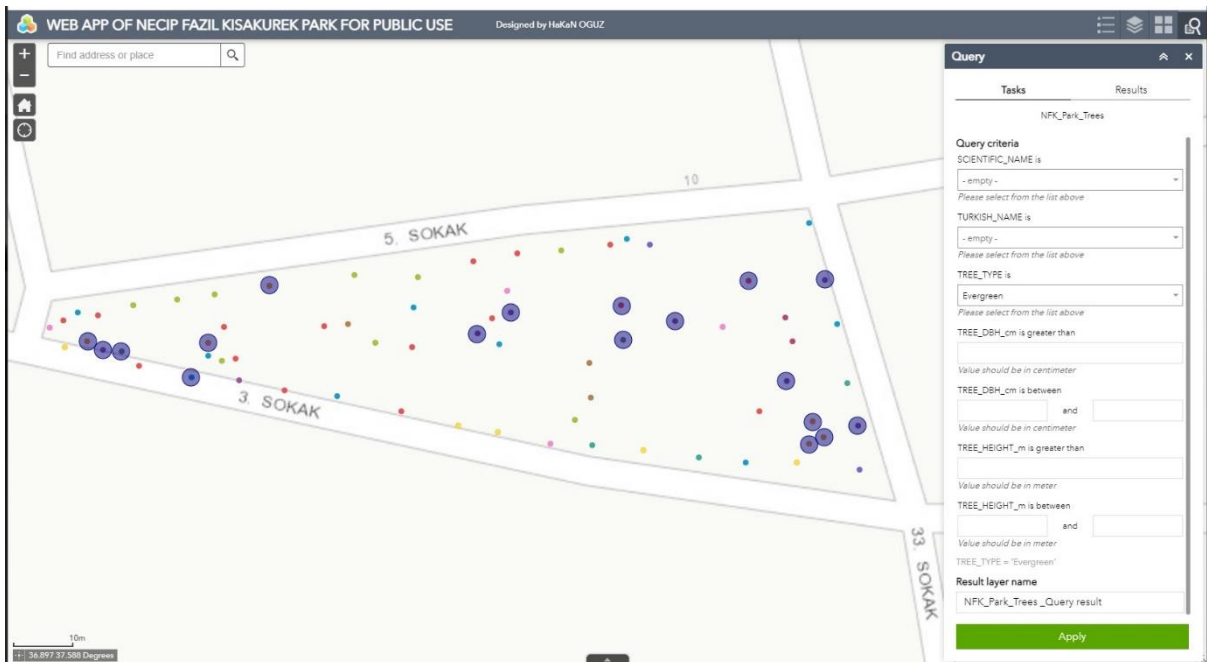 WEB APP OF NECIP FAZIL KISAKUREK PARK FOR PUBLIC USE Designed by HaKaN OGUZ
Find address or place
10
5. SOKAK
3. SOKAK
33. SOKAK
10m
36.897 37.588 Degrees
Query
Tasks Results
NFK_Park_Trees
Query criteria
SCIENTIFIC_NAME is
- empty -
Please select from the list above
TURKISH_NAME is
- empty -
Please select from the list above
TREE_TYPE is
Evergreen
Please select from the list above
TREE_DBH_cm is greater than
Value should be in centimeter
TREE_DBH_cm is between
and
Value should be in centimeter
TREE_HEIGHT_m is greater than
Value should be in meter
TREE_HEIGHT_m is between
and
Value should be in meter
TREE_TYPE = 'Evergreen'
Result layer name
NFK_Park_Trees _Query result
Apply